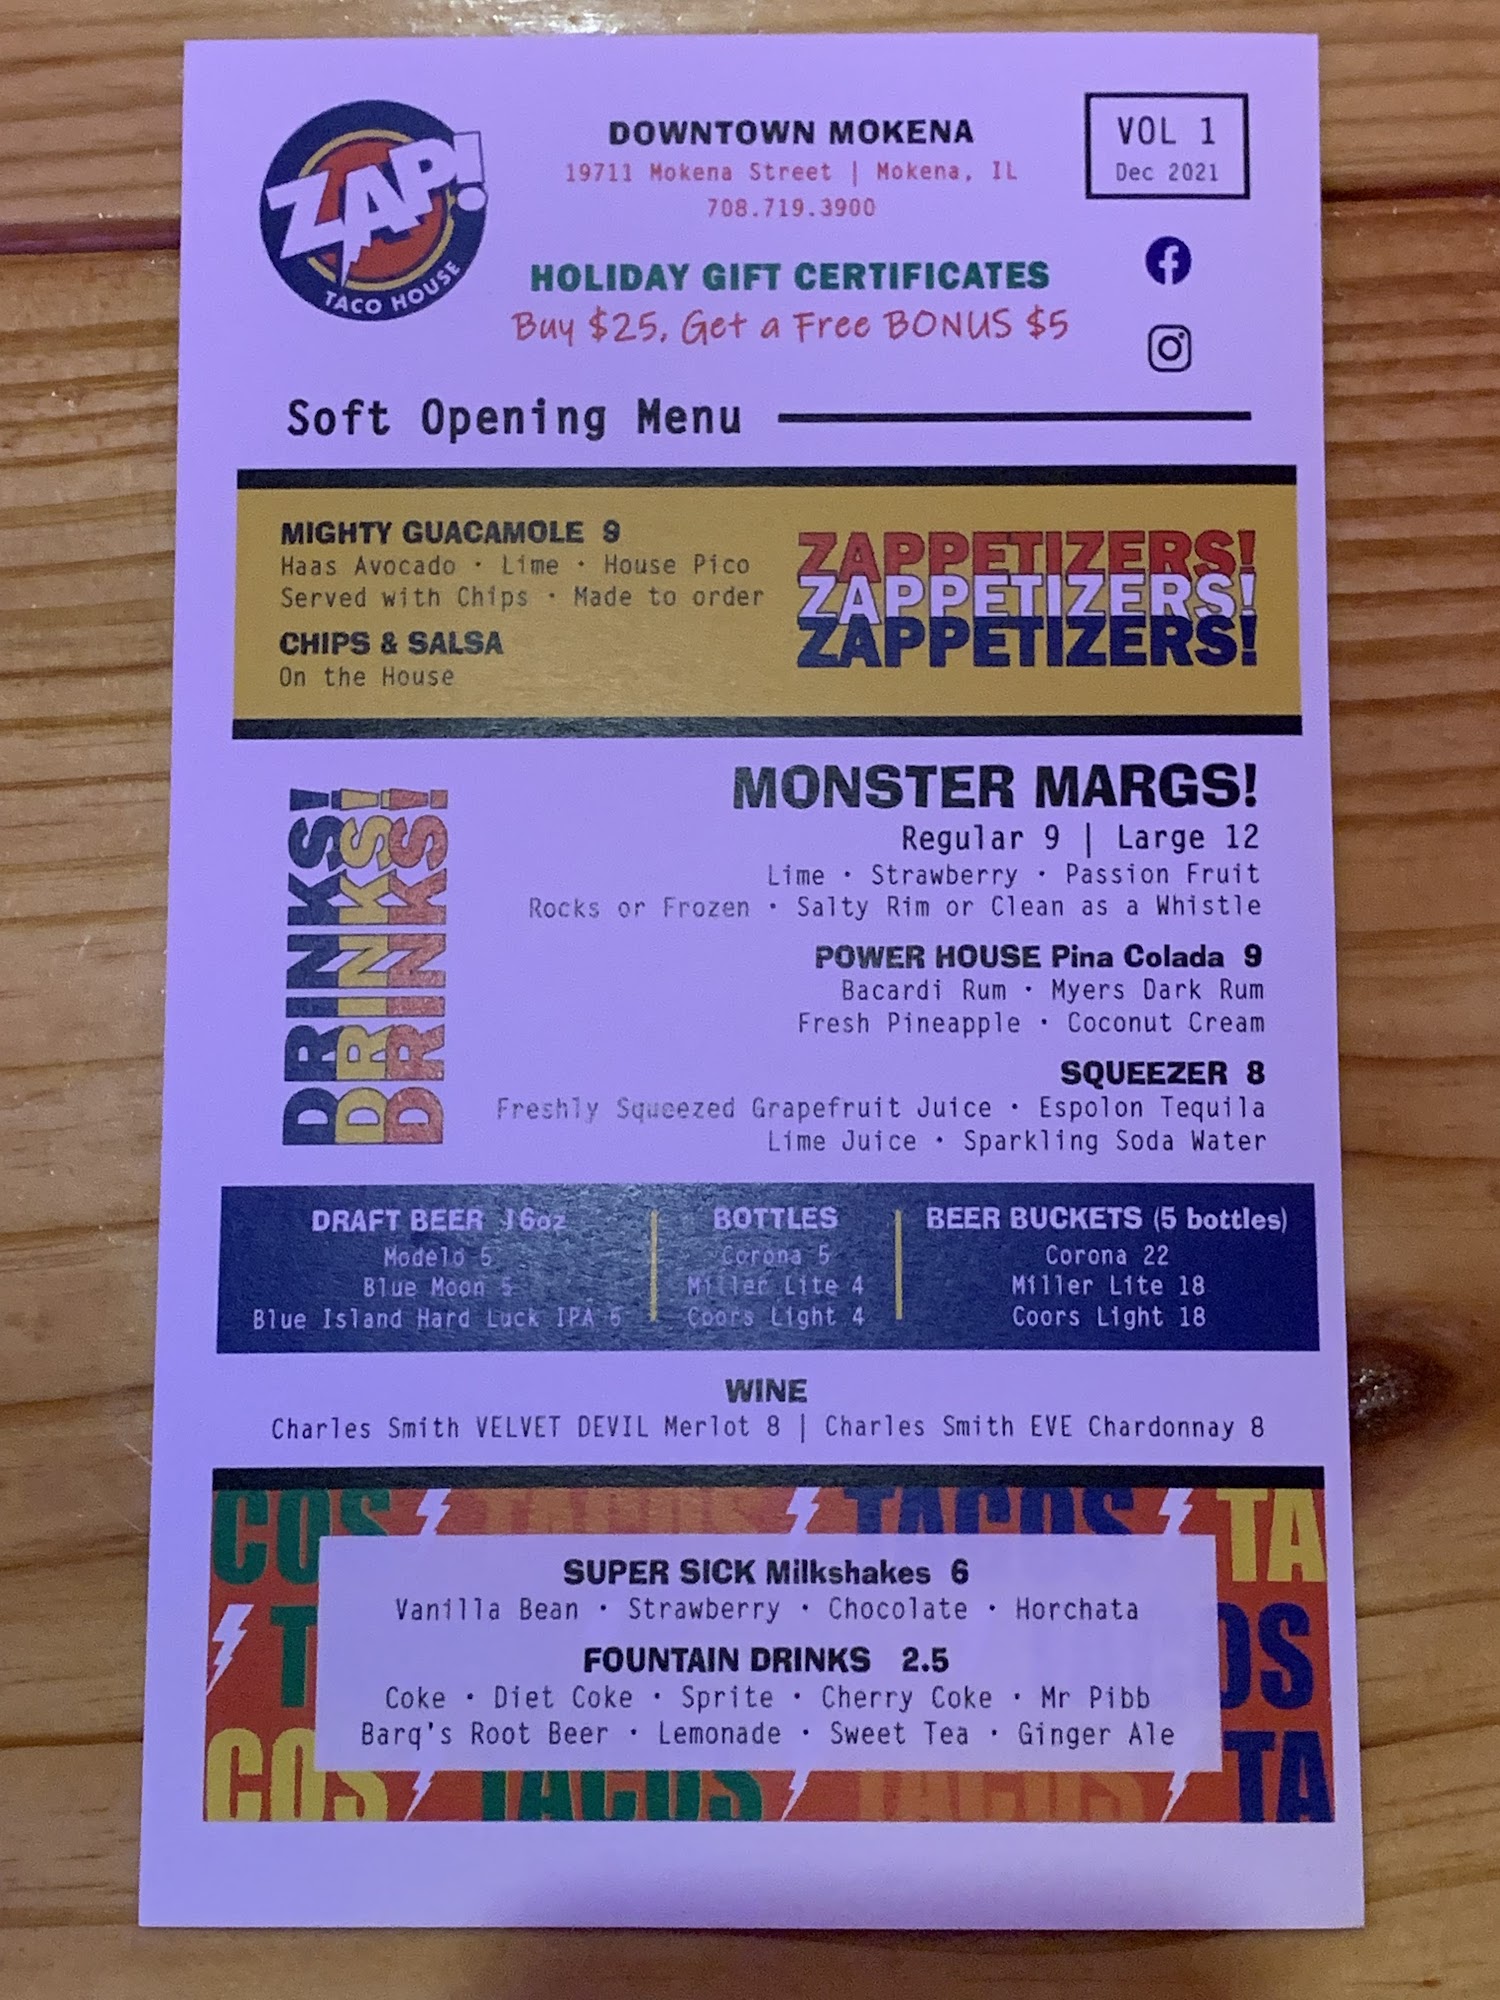 ZAP!
TACO HOUSE
DOWNTOWN MOKENA
19711 Mokena Street | Mokena, IL
708.719.3900
VOL 1
Dec 2021
HOLIDAY GIFT CERTIFICATES
Buy $25, Get a Free BONUS $5
Soft Opening Menu
MIGHTY GUACAMOLE 9
Haas Avocado · Lime · House Pico
Served with Chips · Made to order
CHIPS & SALSA
On the House
ZAPPETIZERS!
ZAPPETIZERS!
ZAPPETIZERS!
DRINKS!
DRINKS!
DRINKS!
MONSTER MARGS!
Regular 9 | Large 12
Lime · Strawberry · Passion Fruit
Rocks or Frozen · Salty Rim or Clean as a Whistle
POWER HOUSE Pina Colada 9
Bacardi Rum · Myers Dark Rum
Fresh Pineapple · Coconut Cream
SQUEEZER 8
Freshly Squeezed Grapefruit Juice · Espolon Tequila
Lime Juice · Sparkling Soda Water
DRAFT BEER 16oz
Modelo 5
Blue Moon 5
Blue Island Hard Luck IPA 6
BOTTLES
Corona 5
Miller Lite 4
Coors Light 4
BEER BUCKETS (5 bottles)
Corona 22
Miller Lite 18
Coors Light 18
WINE
Charles Smith VELVET DEVIL Merlot 8 | Charles Smith EVE Chardonnay 8
COS TACOS TACOS TA
SUPER SICK Milkshakes 6
Vanilla Bean · Strawberry · Chocolate · Horchata
T OS
FOUNTAIN DRINKS 2.5
Coke · Diet Coke · Sprite · Cherry Coke · Mr Pibb
Barq's Root Beer · Lemonade · Sweet Tea · Ginger Ale
COS TACOS TACOS TA